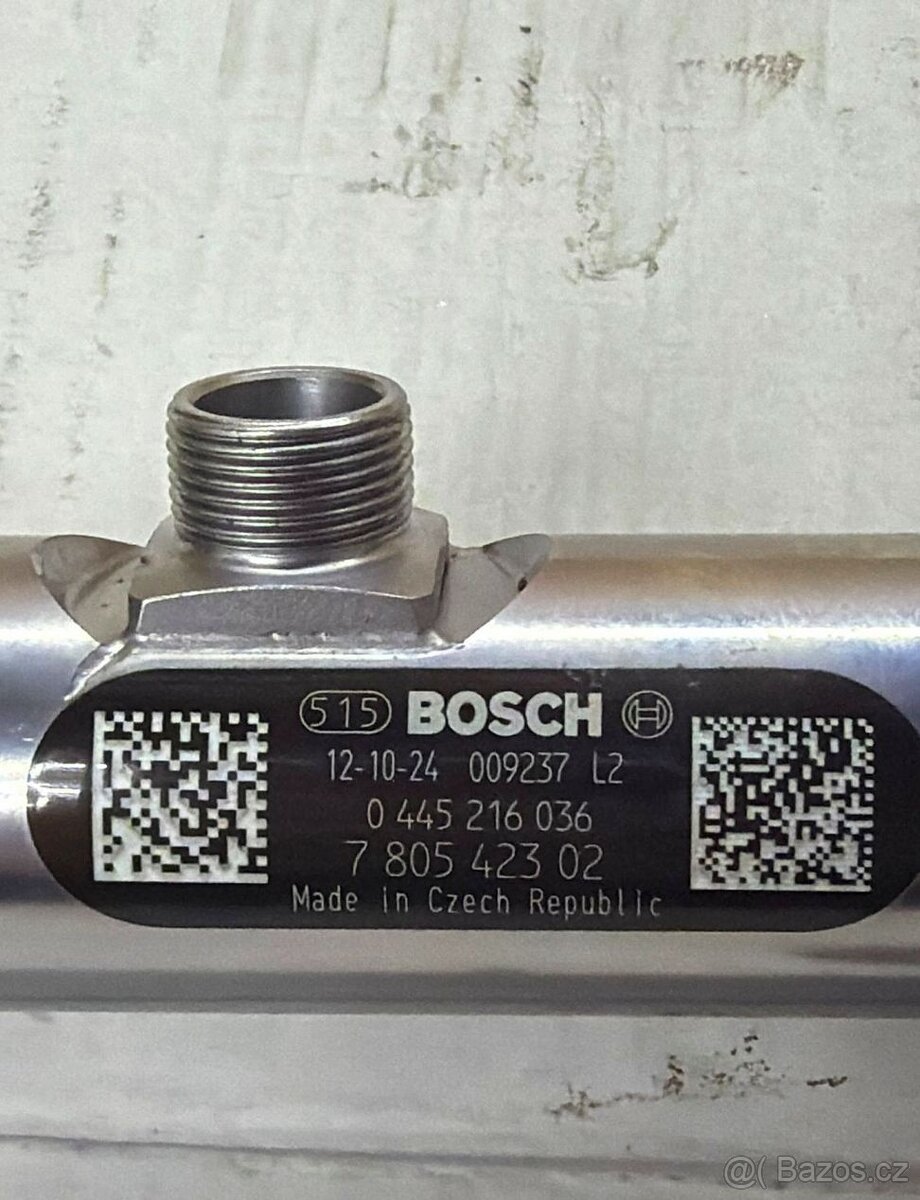 515 BOSCH
12-10-24 009237 L2
0 445 216 036
7 805 423 02
Made in Czech Republic
@( Bazos.cz